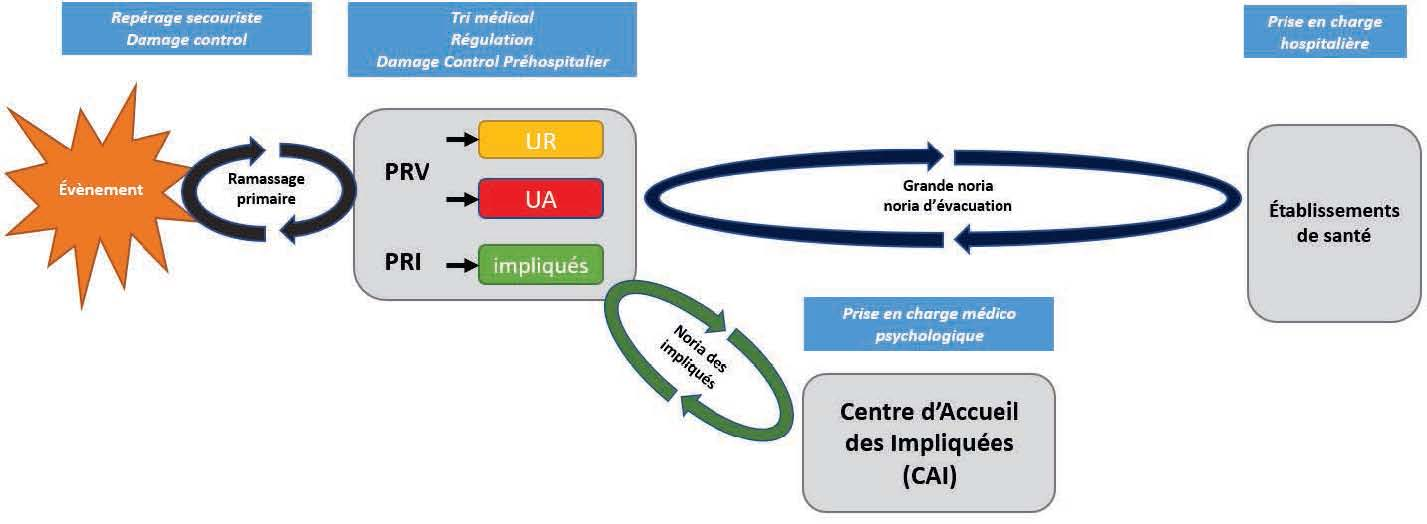 Repérage secouriste
Damage control
Tri médical
Régulation
Damage Control Préhospitalier
Prise en charge
hospitalière
Évènement
Ramassage
primaire
PRV
UR
UA
PRI
impliqués
Grande noria
noria d'évacuation
Établissements
de santé
Noria des
impliqués
Prise en charge médico
psychologique
Centre d'Accueil
des Impliquées
(CAI)